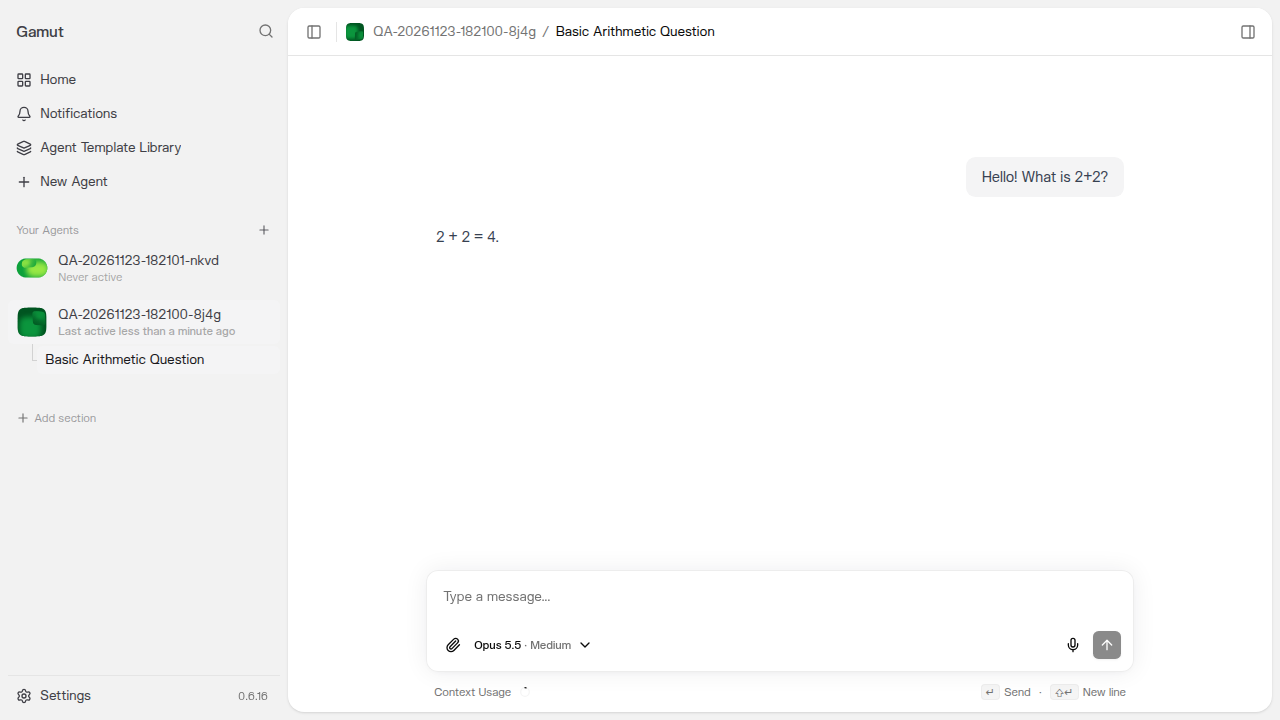 Gamut
Home
Notifications
Agent Template Library
New Agent
Your Agents
QA-20261123-182101-nkvd
Never active
QA-20261123-182100-8j4g
Last active less than a minute ago
Basic Arithmetic Question
Add section
Settings
0.6.16
QA-20261123-182100-8j4g / Basic Arithmetic Question
Hello! What is 2+2?
2 + 2 = 4.
Type a message...
Opus 5.5 · Medium
Context Usage
Send · New line